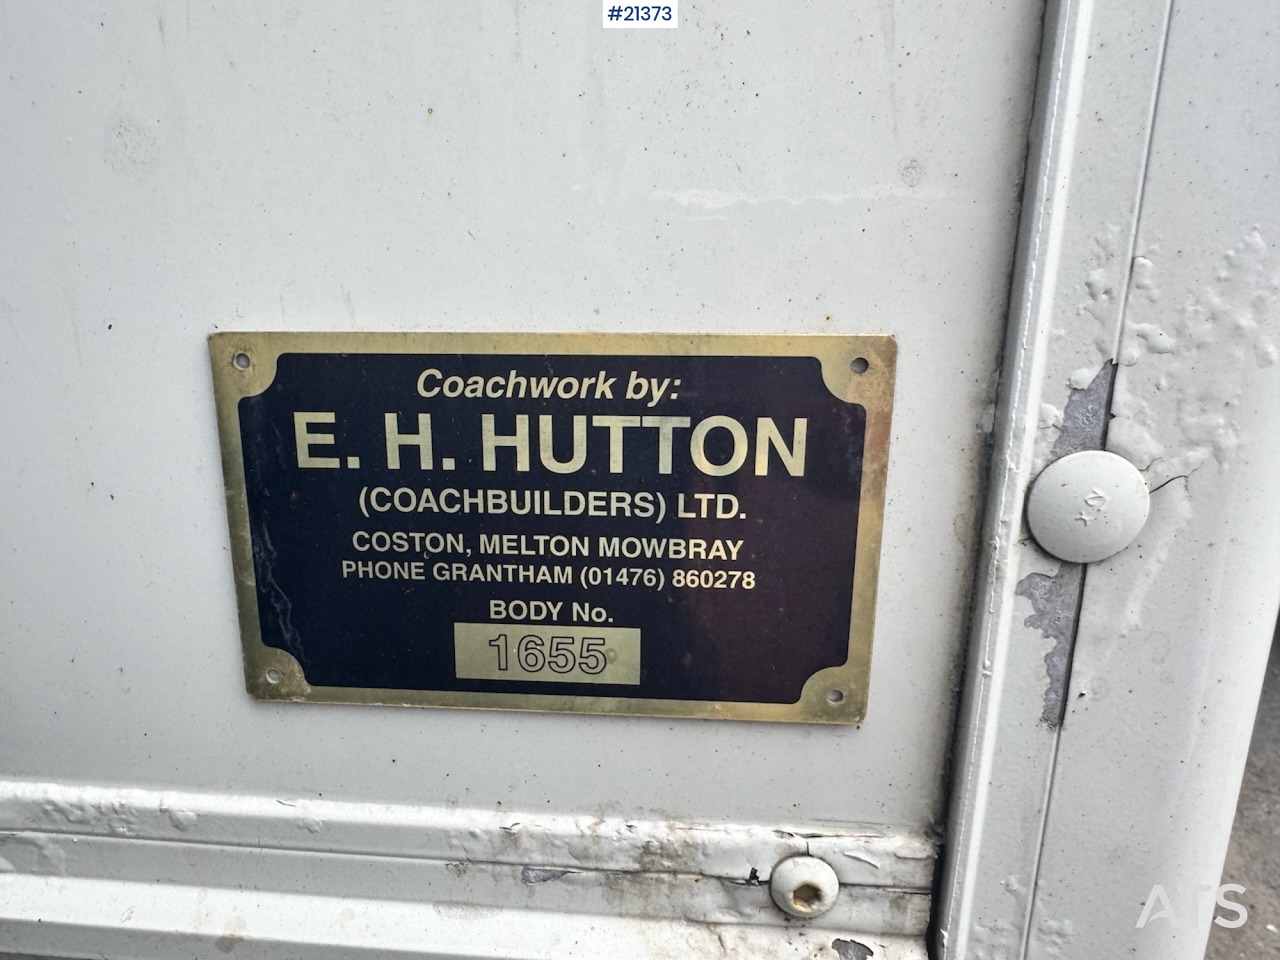 #21373
Coachwork by:
E. H. HUTTON
(COACHBUILDERS) LTD.
COSTON, MELTON MOWBRAY
PHONE GRANTHAM (01476) 860278
BODY No.
1655
ATS